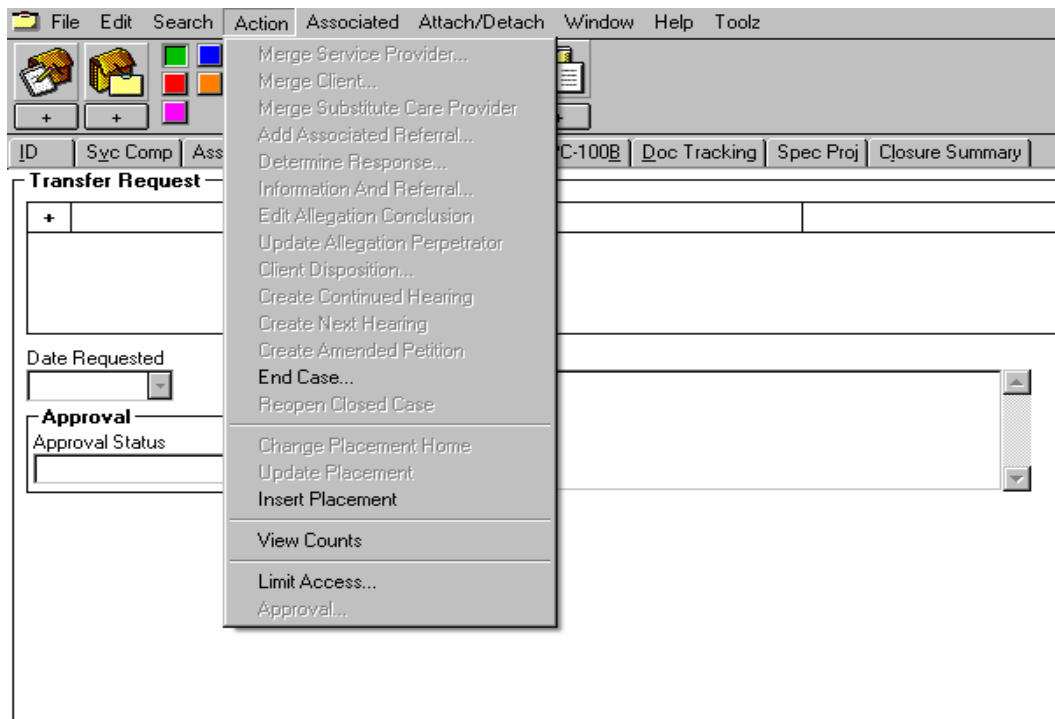 File Edit Search Action Associated Attach/Detach Window Help Toolz
+ + +
ID Svc Comp Ass C-100B Doc Tracking Spec Proj Closure Summary
Transfer Request
+
Date Requested
Approval
Approval Status
Merge Service Provider...
Merge Client...
Merge Substitute Care Provider
Add Associated Referral...
Determine Response...
Information And Referral...
Edit Allegation Conclusion
Update Allegation Perpetrator
Client Disposition...
Create Continued Hearing
Create Next Hearing
Create Amended Petition
End Case...
Reopen Closed Case
Change Placement Home
Update Placement
Insert Placement
View Counts
Limit Access...
Approval...